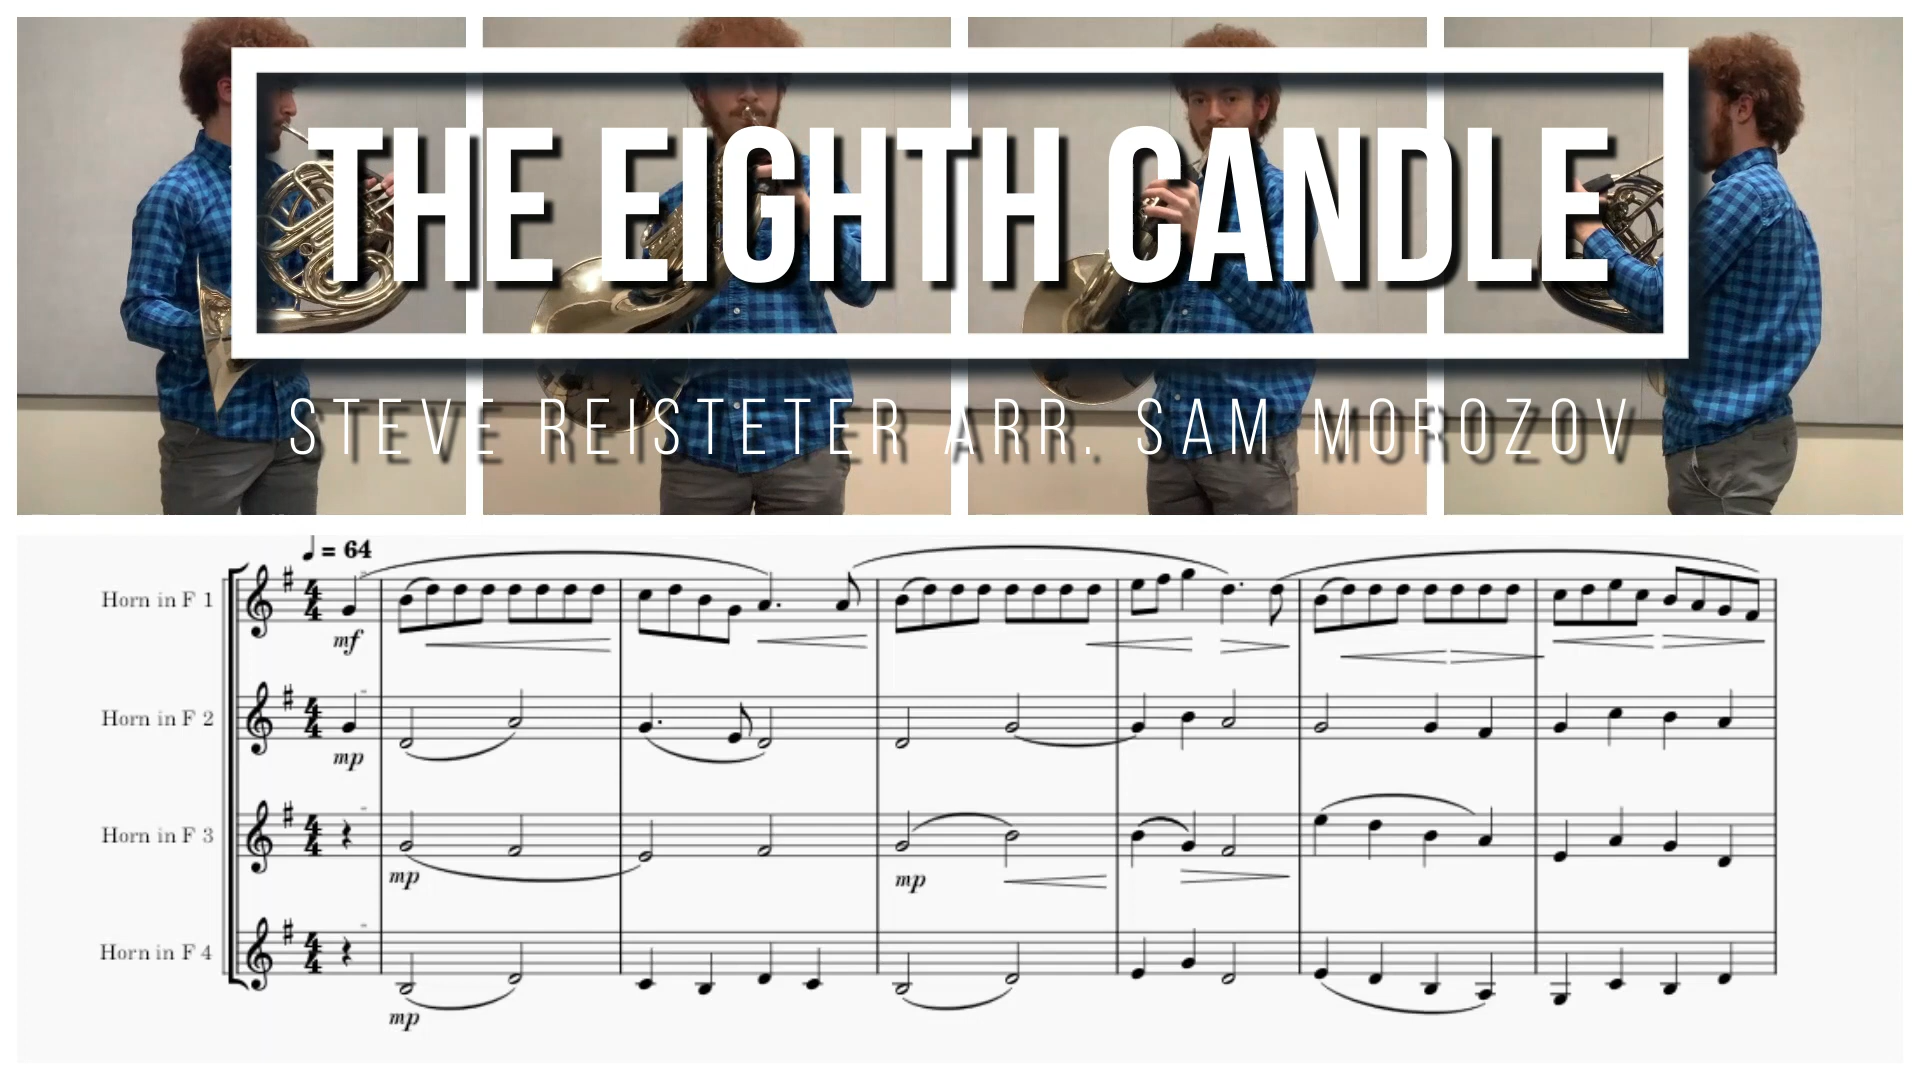 THE EIGHTH CANDLE
STEVE REISTETER ARR. SAM MOROZOV
♩ = 64
Horn in F 1
mf
Horn in F 2
mp
Horn in F 3
mp
mp
Horn in F 4
mp